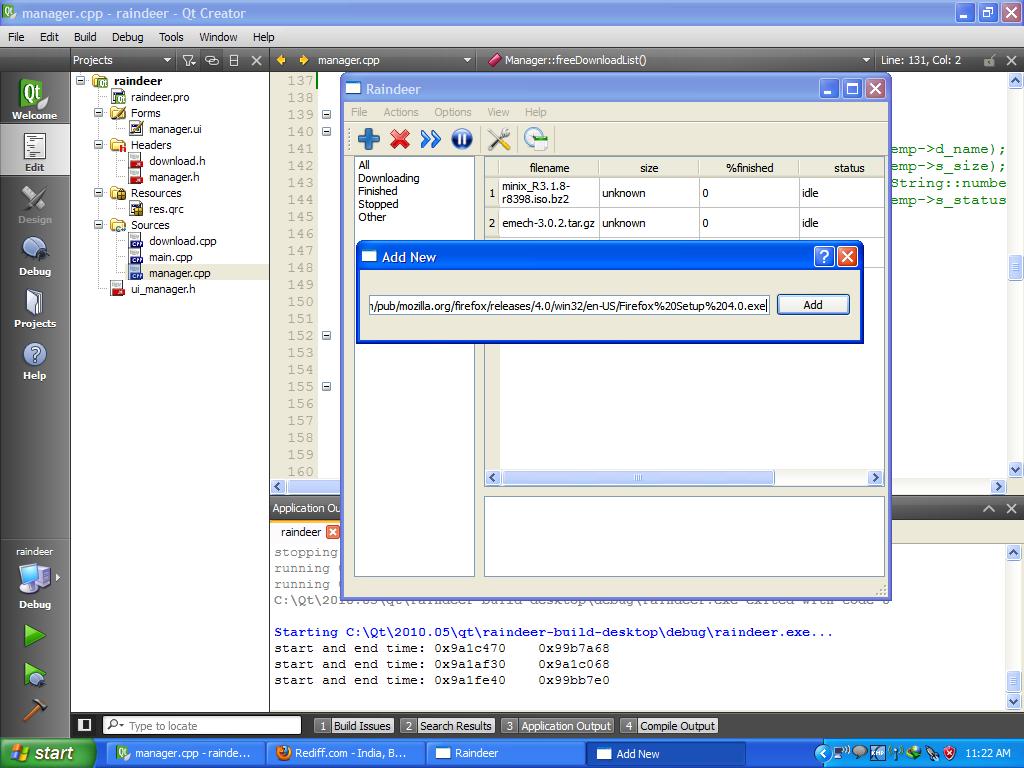 manager.cpp - raindeer - Qt Creator
File Edit Build Debug Tools Window Help
Projects
manager.cpp
Manager::freeDownloadList()
Line: 131, Col: 2
Welcome
Edit
Design
Debug
Projects
Help
raindeer
raindeer.pro
Forms
manager.ui
Headers
download.h
manager.h
Resources
res.qrc
Sources
download.cpp
main.cpp
manager.cpp
ui_manager.h
137
138
139
140
141
142
143
144
145
146
147
148
149
150
151
152
153
154
155
156
157
158
159
160
emp->d_name);
emp->s_size);
String::numbe
emp->s_status
Raindeer
File Actions Options View Help
All
Downloading
Finished
Stopped
Other
filename size %finished status
1 minix_R3.1.8-
r8398.iso.bz2 unknown 0 idle
2 emech-3.0.2.tar.gz unknown 0 idle
Add New
/pub/mozilla.org/firefox/releases/4.0/win32/en-US/Firefox%20Setup%204.0.exe
Add
Application Ou
raindeer
stopping
running
running
C:\Qt\2010.05\qt\raindeer-build-desktop\debug\raindeer.exe exited with code 0
Starting C:\Qt\2010.05\qt\raindeer-build-desktop\debug\raindeer.exe...
start and end time: 0x9a1c470 0x99b7a68
start and end time: 0x9a1af30 0x9a1c068
start and end time: 0x9a1fe40 0x99bb7e0
raindeer
Debug
Type to locate
1 Build Issues 2 Search Results 3 Application Output 4 Compile Output
start
manager.cpp - rainde...
Rediff.com - India, B...
Raindeer
Add New
11:22 AM